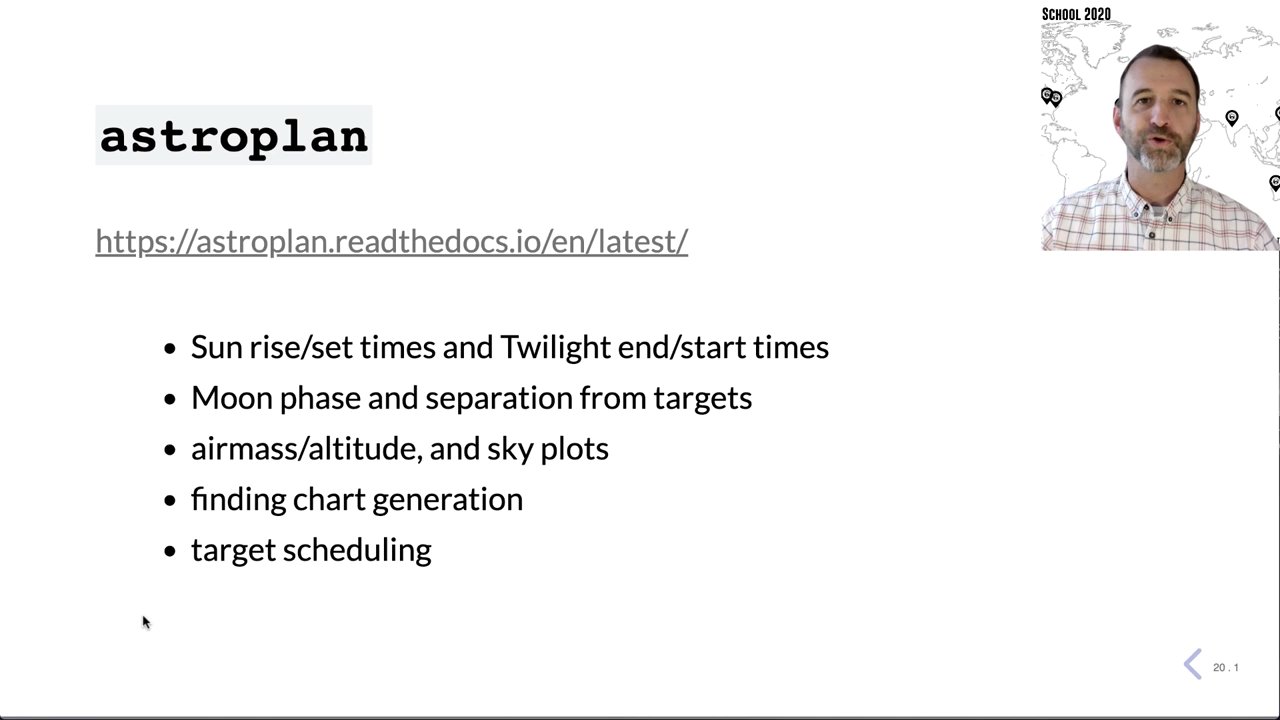 SCHOOL 2020
astroplan
https://astroplan.readthedocs.io/en/latest/
• Sun rise/set times and Twilight end/start times
• Moon phase and separation from targets
• airmass/altitude, and sky plots
• finding chart generation
• target scheduling
20 . 1